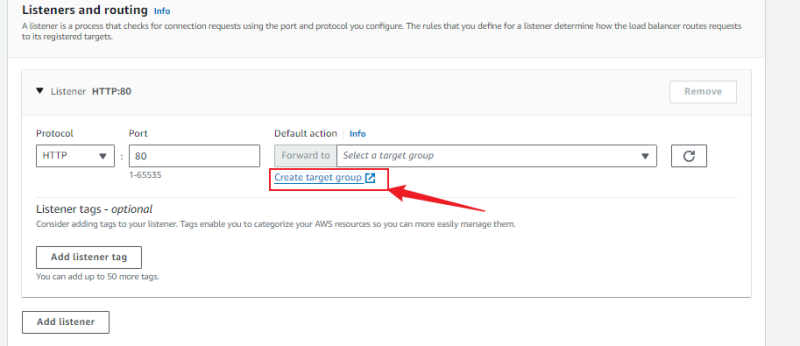 Listeners and routing Info
A listener is a process that checks for connection requests using the port and protocol you configure. The rules that you define for a listener determine how the load balancer routes requests
to its registered targets.
Listener HTTP:80
Remove
Protocol Port Default action Info
HTTP : 80 Forward to Select a target group
1-65535 Create target group
Listener tags - optional
Consider adding tags to your listener. Tags enable you to categorize your AWS resources so you can more easily manage them.
Add listener tag
You can add up to 50 more tags.
Add listener